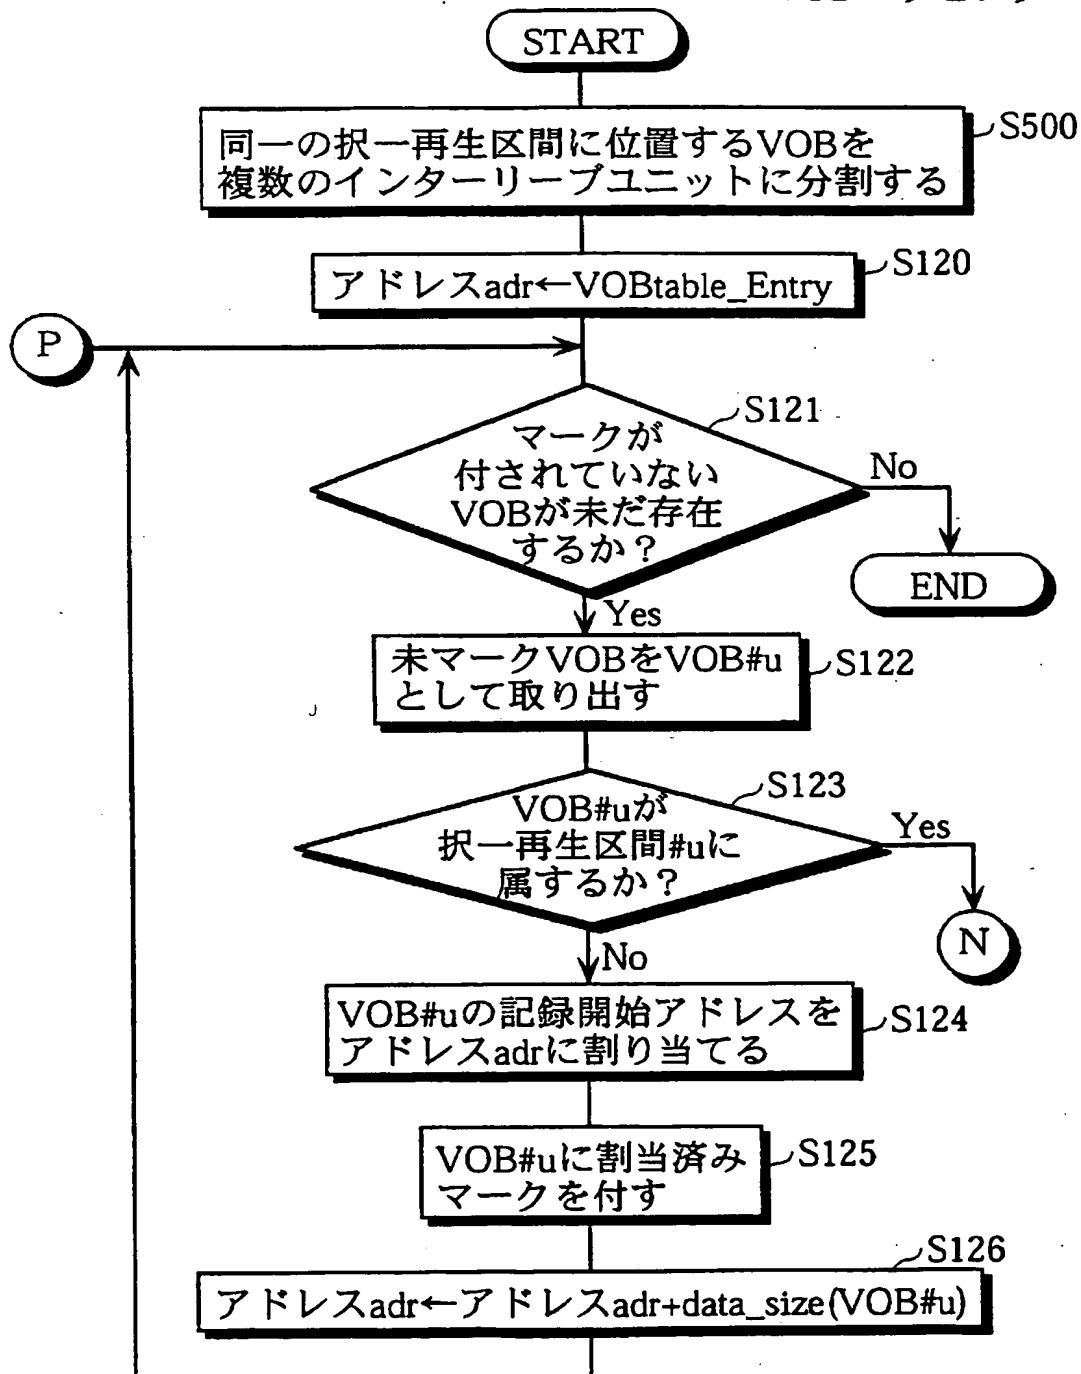 START
同一の択一再生区間に位置するVOBを
複数のインターリーブユニットに分割する
S500
アドレスadr←VOBtable_Entry
S120
P
マークが
付されていない
VOBが未だ存在
するか？
S121
No
END
Yes
未マークVOBをVOB#u
として取り出す
S122
VOB#uが
択一再生区間#uに
属するか？
S123
Yes
N
No
VOB#uの記録開始アドレスを
アドレスadrに割り当てる
S124
VOB#uに割当済み
マークを付す
S125
S126
アドレスadr←アドレスadr+data_size(VOB#u)